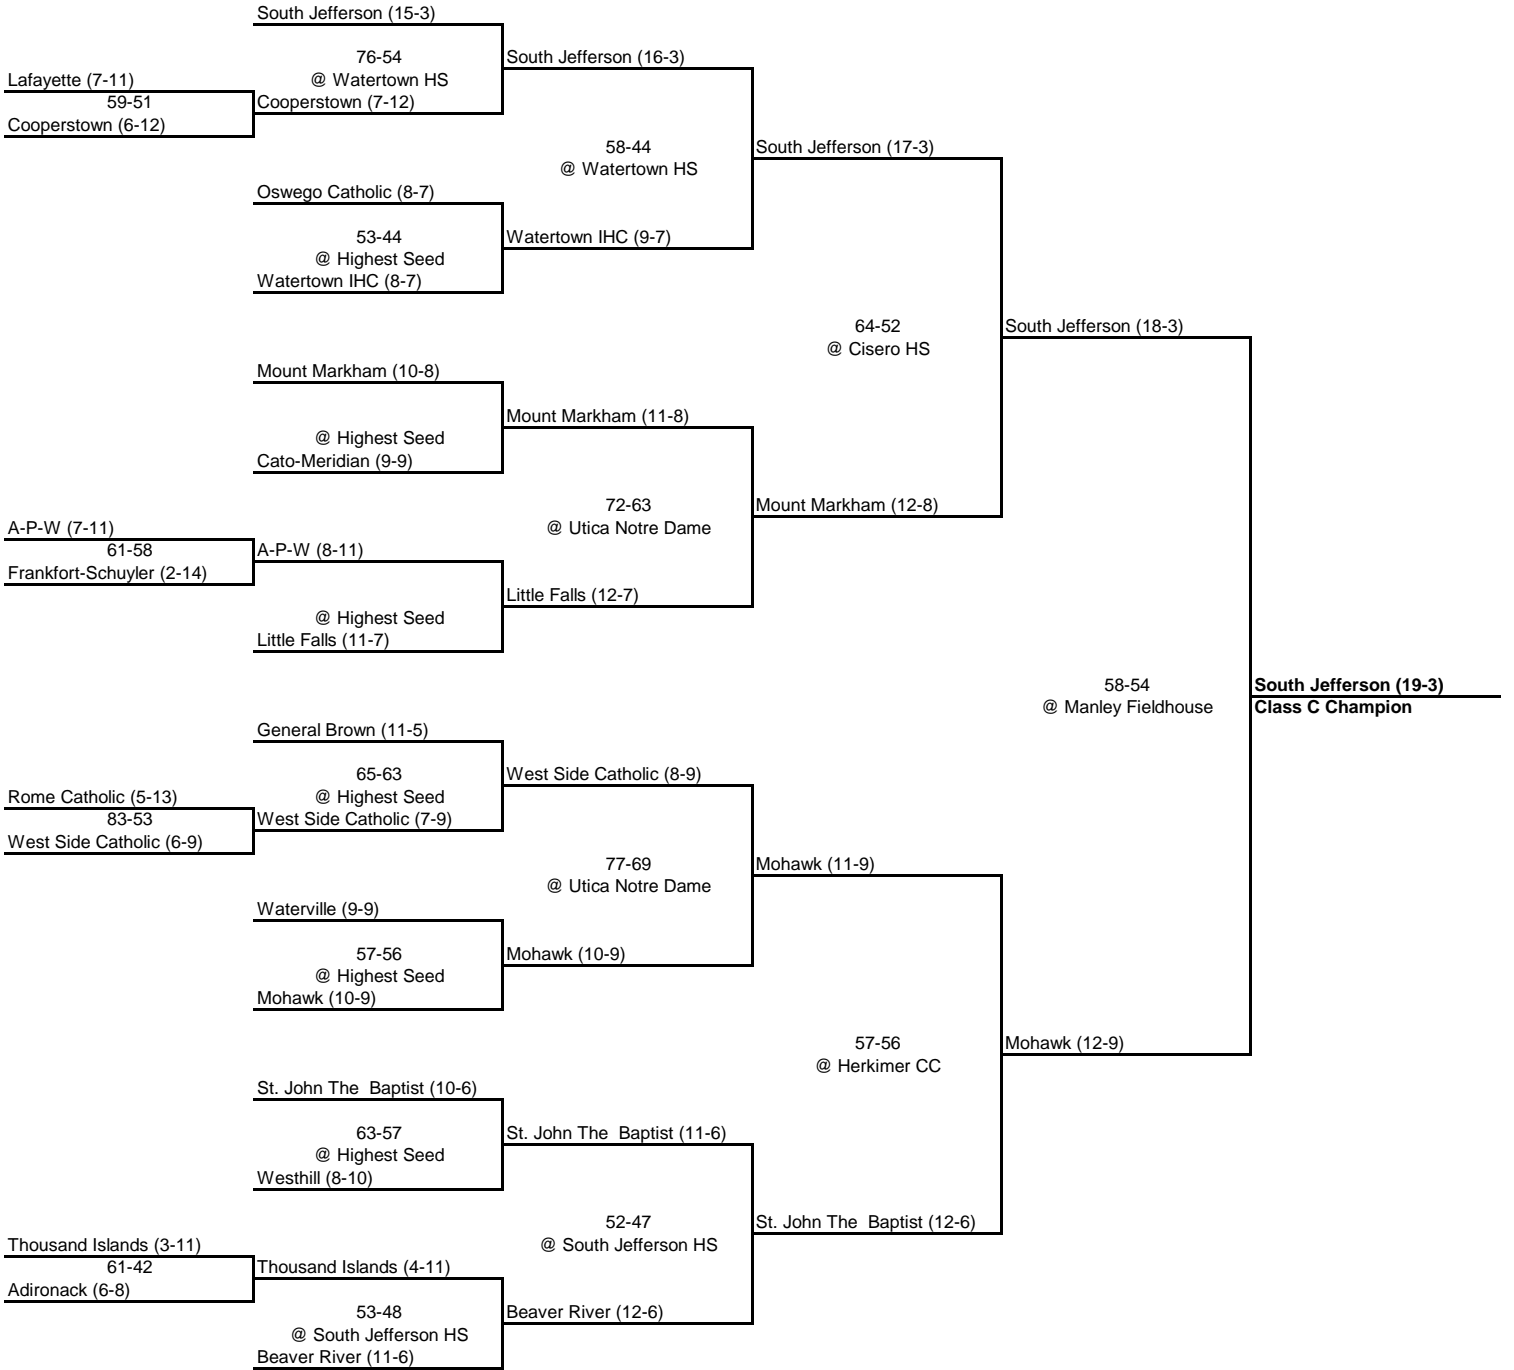 South Jefferson (15-3)
76-54
@ Watertown HS
South Jefferson (16-3)
Lafayette (7-11)
59-51
Cooperstown (7-12)
Cooperstown (6-12)
58-44
@ Watertown HS
South Jefferson (17-3)
Oswego Catholic (8-7)
53-44
@ Highest Seed
Watertown IHC (9-7)
Watertown IHC (8-7)
64-52
@ Cisero HS
South Jefferson (18-3)
Mount Markham (10-8)
@ Highest Seed
Mount Markham (11-8)
Cato-Meridian (9-9)
72-63
@ Utica Notre Dame
Mount Markham (12-8)
A-P-W (7-11)
61-58
A-P-W (8-11)
Frankfort-Schuyler (2-14)
@ Highest Seed
Little Falls (12-7)
Little Falls (11-7)
58-54
@ Manley Fieldhouse
South Jefferson (19-3)
Class C Champion
General Brown (11-5)
65-63
@ Highest Seed
West Side Catholic (8-9)
Rome Catholic (5-13)
83-53
West Side Catholic (7-9)
West Side Catholic (6-9)
77-69
@ Utica Notre Dame
Mohawk (11-9)
Waterville (9-9)
57-56
@ Highest Seed
Mohawk (10-9)
Mohawk (10-9)
57-56
@ Herkimer CC
Mohawk (12-9)
St. John The  Baptist (10-6)
63-57
@ Highest Seed
St. John The  Baptist (11-6)
Westhill (8-10)
52-47
@ South Jefferson HS
St. John The  Baptist (12-6)
Thousand Islands (3-11)
61-42
Thousand Islands (4-11)
Adironack (6-8)
53-48
@ South Jefferson HS
Beaver River (12-6)
Beaver River (11-6)